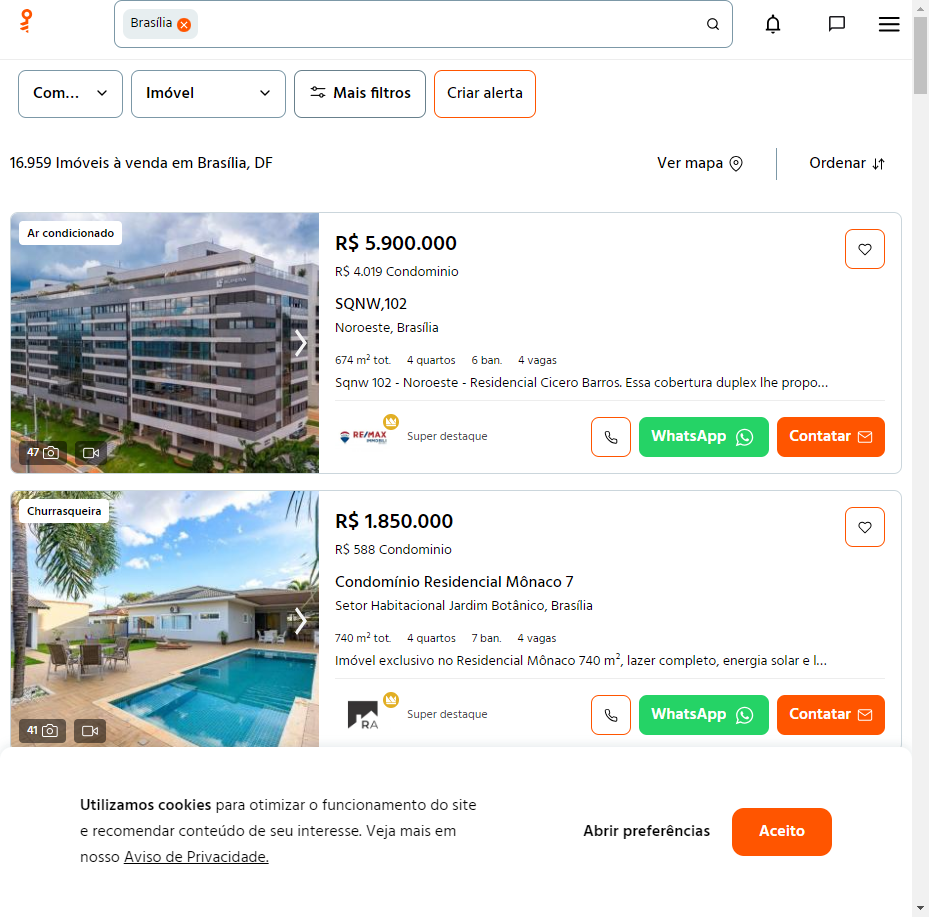 Brasília
Com...
Imóvel
Mais filtros
Criar alerta
16.959 Imóveis à venda em Brasília, DF
Ver mapa
Ordenar
Ar condicionado
47
R$ 5.900.000
R$ 4.019 Condominio
SQNW,102
Noroeste, Brasília
674 m² tot. 4 quartos 6 ban. 4 vagas
Sqnw 102 - Noroeste - Residencial Cicero Barros. Essa cobertura duplex lhe propo...
RE/MAX
Super destaque
WhatsApp
Contatar
Churrasqueira
41
R$ 1.850.000
R$ 588 Condominio
Condomínio Residencial Mônaco 7
Setor Habitacional Jardim Botânico, Brasília
740 m² tot. 4 quartos 7 ban. 4 vagas
Imóvel exclusivo no Residencial Mônaco 740 m², lazer completo, energia solar e l...
RA
Super destaque
WhatsApp
Contatar
Utilizamos cookies para otimizar o funcionamento do site
e recomendar conteúdo de seu interesse. Veja mais em
nosso Aviso de Privacidade.
Abrir preferências
Aceito